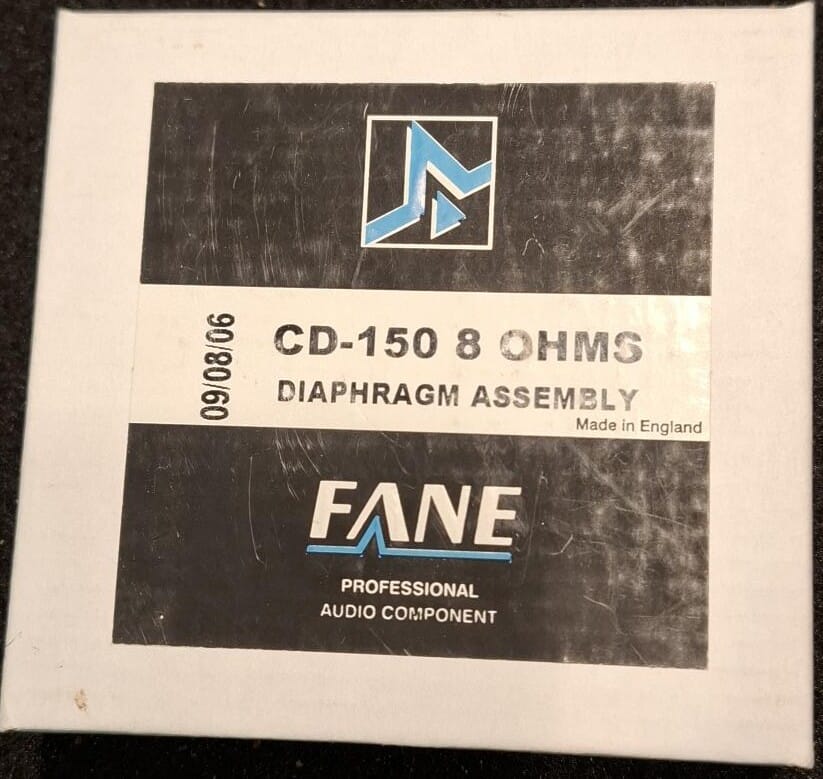 09/08/06
CD-150 8 OHMS
DIAPHRAGM ASSEMBLY
Made in England
FANE
PROFESSIONAL
AUDIO COMPONENT